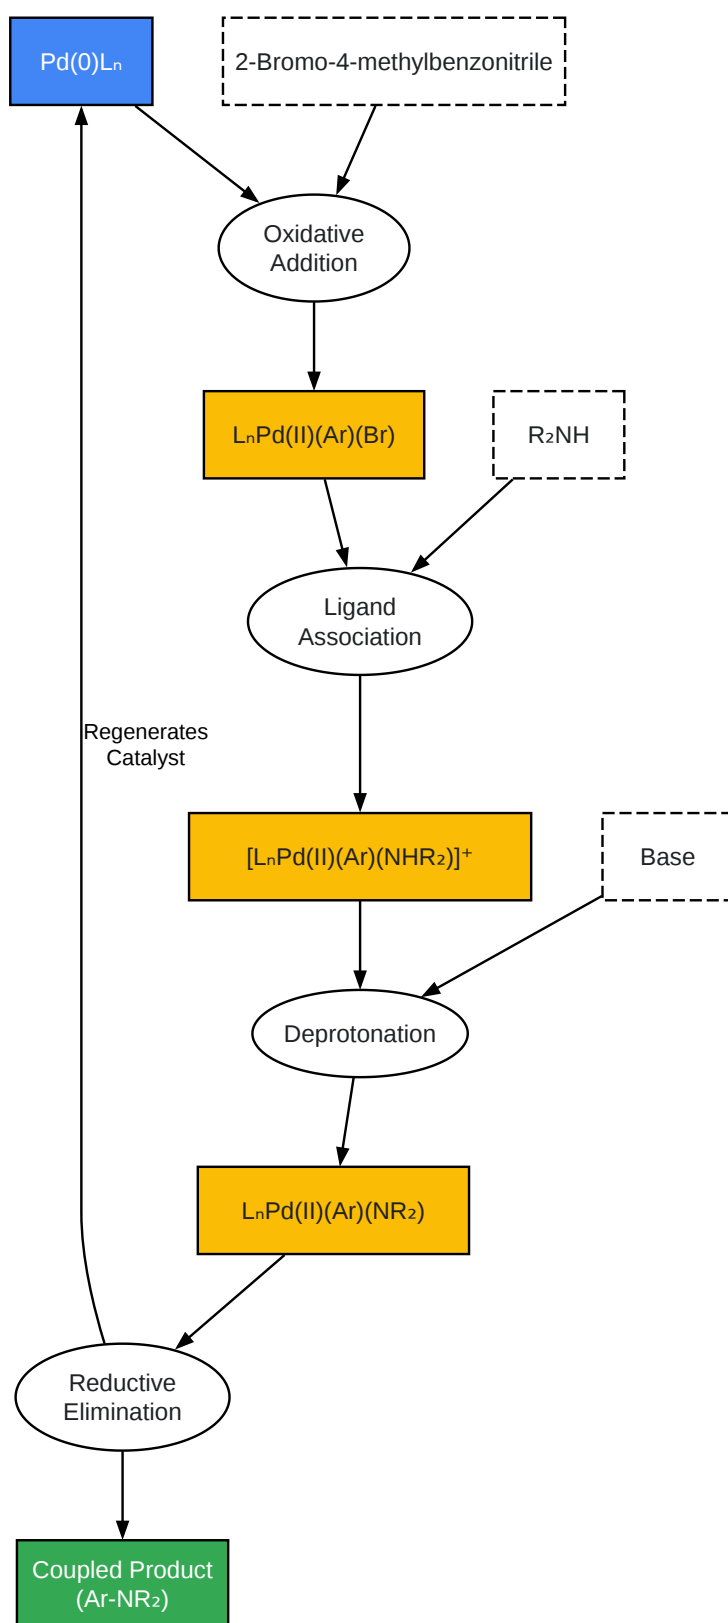 Pd(0)Lₙ
2-Bromo-4-methylbenzonitrile
Oxidative
Addition
LₙPd(II)(Ar)(Br)
R₂NH
Ligand
Association
Regenerates
Catalyst
[LₙPd(II)(Ar)(NHR₂)]⁺
Base
Deprotonation
LₙPd(II)(Ar)(NR₂)
Reductive
Elimination
Coupled Product
(Ar-NR₂)